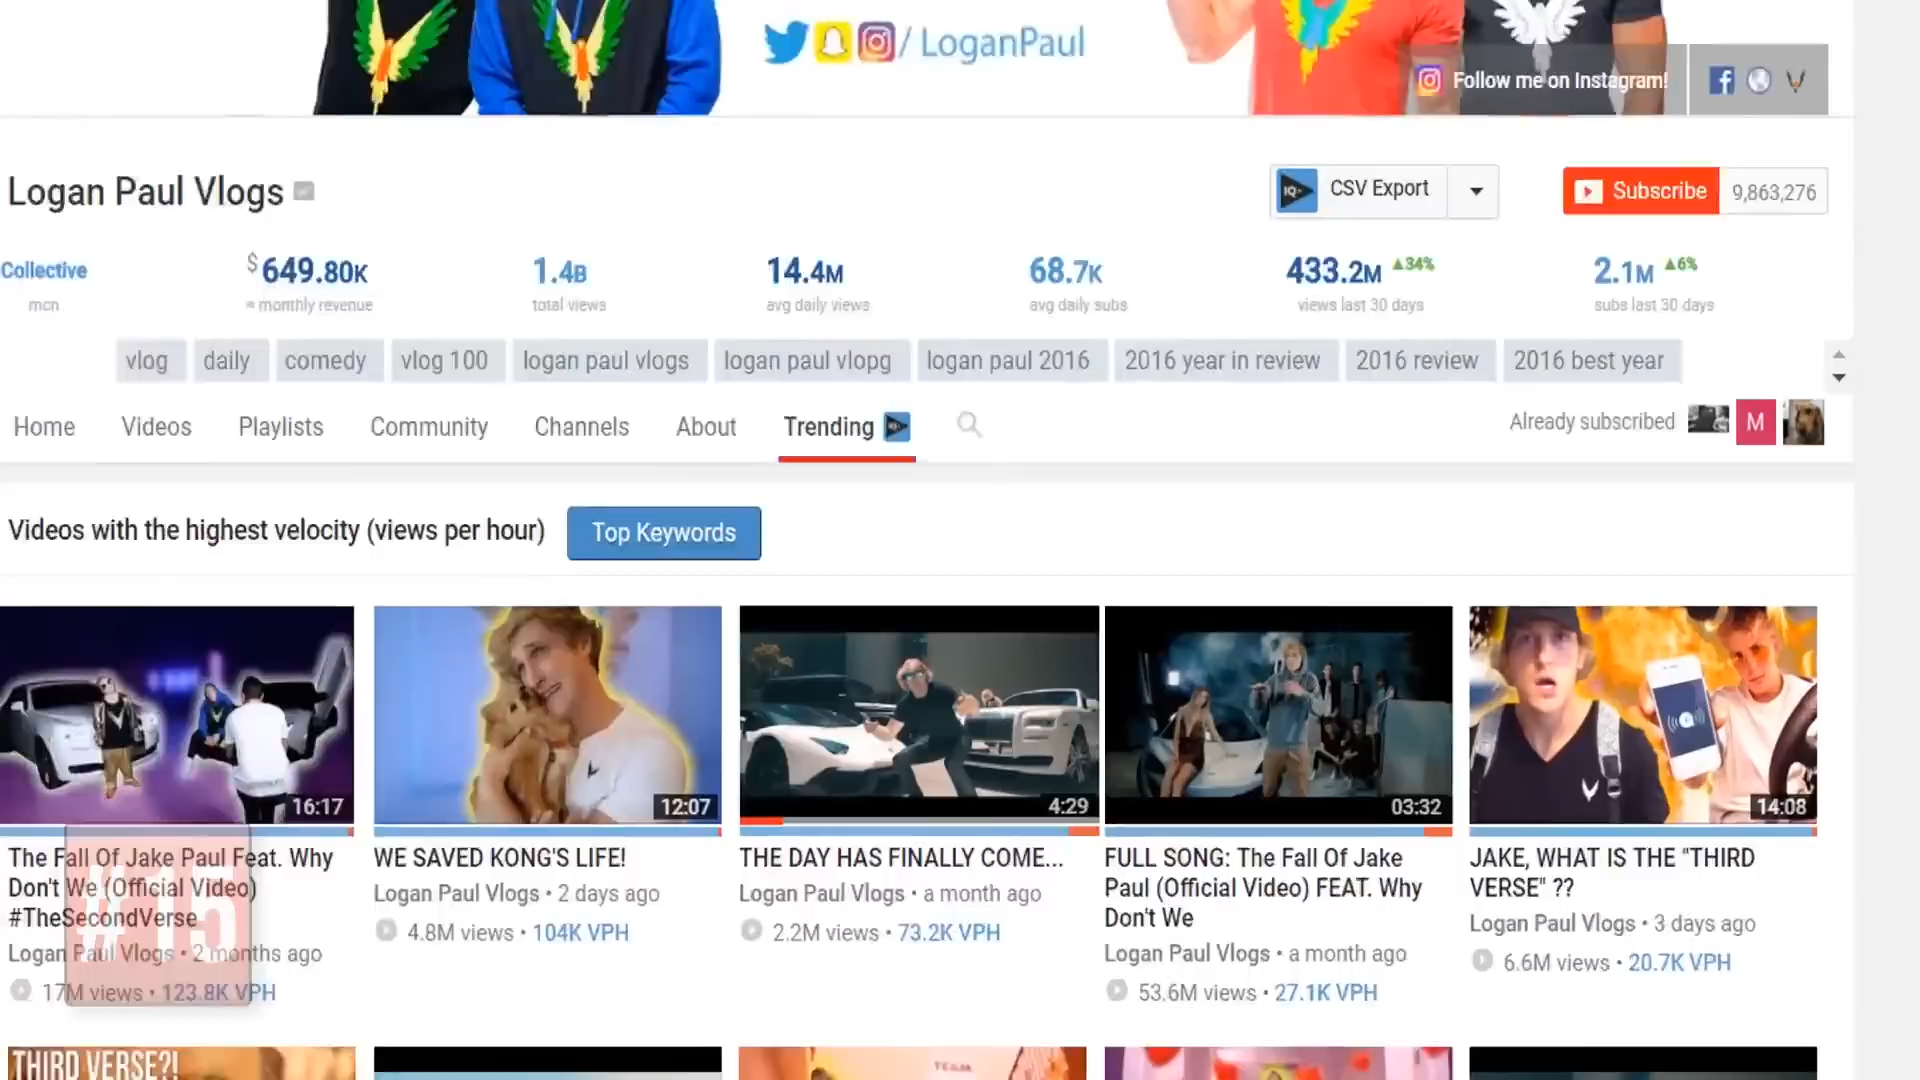 / LoganPaul
Follow me on Instagram!
Logan Paul Vlogs
IQ
CSV Export
Subscribe 9,863,276
Collective
mcn
$649.80K
≈ monthly revenue
1.4B
total views
14.4M
avg daily views
68.7K
avg daily subs
433.2M ▲34%
views last 30 days
2.1M ▲6%
subs last 30 days
vlog daily comedy vlog 100 logan paul vlogs logan paul vlopg logan paul 2016 2016 year in review 2016 review 2016 best year
Home Videos Playlists Community Channels About Trending
Already subscribed M
Videos with the highest velocity (views per hour) Top Keywords
16:17
The Fall Of Jake Paul Feat. Why
Don't We (Official Video)
#TheSecondVerse
Logan Paul Vlogs • 2 months ago
17M views • 123.8K VPH
#15
12:07
WE SAVED KONG'S LIFE!
Logan Paul Vlogs • 2 days ago
4.8M views • 104K VPH
4:29
THE DAY HAS FINALLY COME...
Logan Paul Vlogs • a month ago
2.2M views • 73.2K VPH
03:32
FULL SONG: The Fall Of Jake
Paul (Official Video) FEAT. Why
Don't We
Logan Paul Vlogs • a month ago
53.6M views • 27.1K VPH
14:08
JAKE, WHAT IS THE "THIRD
VERSE" ??
Logan Paul Vlogs • 3 days ago
6.6M views • 20.7K VPH
THIRD VERSE?!
TEAM